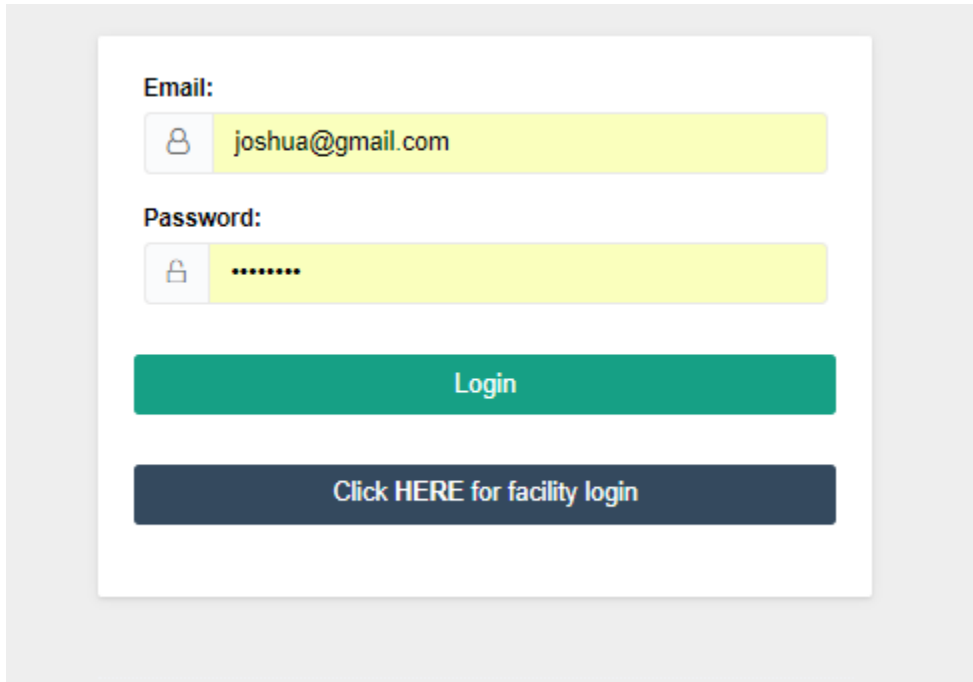 Email:
joshua@gmail.com
Password:
••••••••
Login
Click HERE for facility login